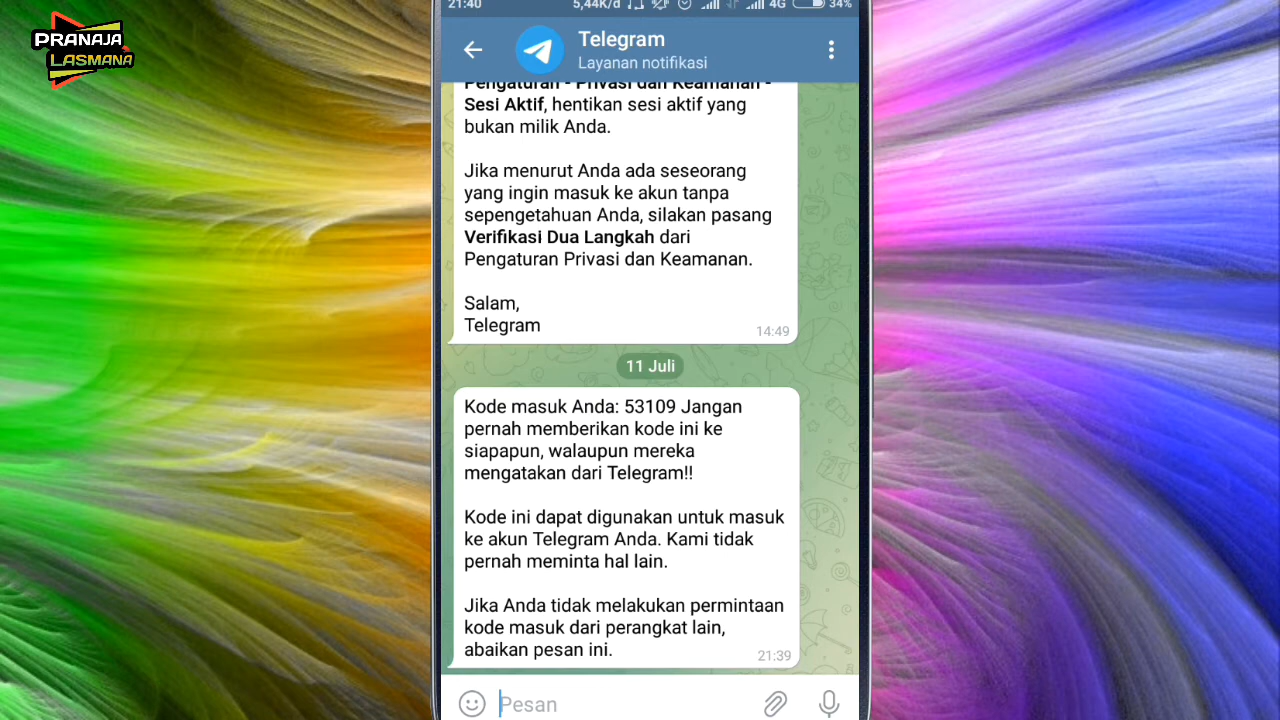 PRANAJA
LASMANA
21:40
5,44K/d
4G
34%
Telegram
Layanan notifikasi
Pengaturan - Privasi dan Keamanan -
Sesi Aktif, hentikan sesi aktif yang
bukan milik Anda.
Jika menurut Anda ada seseorang
yang ingin masuk ke akun tanpa
sepengetahuan Anda, silakan pasang
Verifikasi Dua Langkah dari
Pengaturan Privasi dan Keamanan.
Salam,
Telegram
14:49
11 Juli
Kode masuk Anda: 53109 Jangan
pernah memberikan kode ini ke
siapapun, walaupun mereka
mengatakan dari Telegram!!
Kode ini dapat digunakan untuk masuk
ke akun Telegram Anda. Kami tidak
pernah meminta hal lain.
Jika Anda tidak melakukan permintaan
kode masuk dari perangkat lain,
abaikan pesan ini.
21:39
Pesan